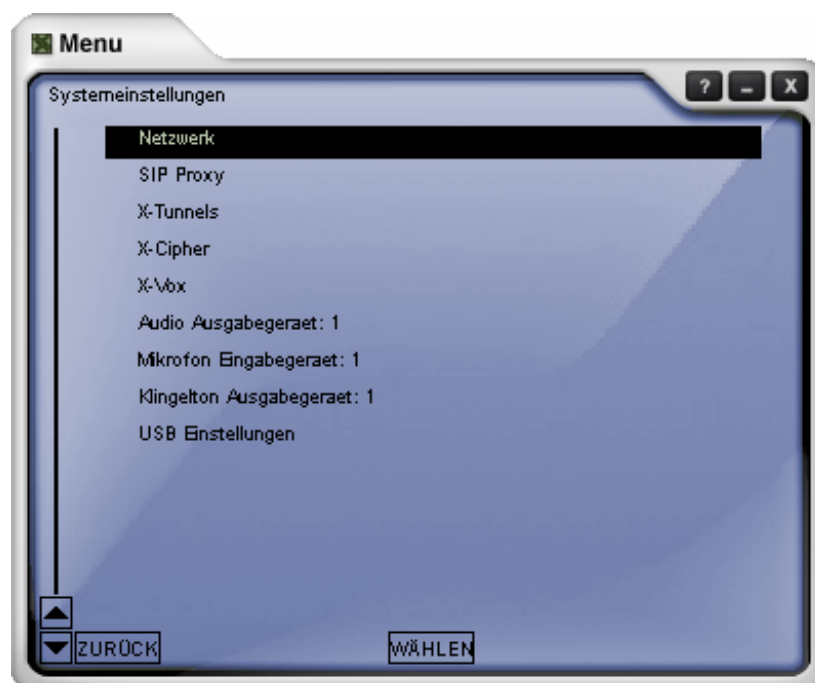 Menu
? - X
Systemeinstellungen
Netzwerk
SIP Proxy
X-Tunnels
X-Cipher
X-Vox
Audio Ausgabegeraet: 1
Mikrofon Eingabegeraet: 1
Klingelton Ausgabegeraet: 1
USB Einstellungen
ZURÜCK WÄHLEN